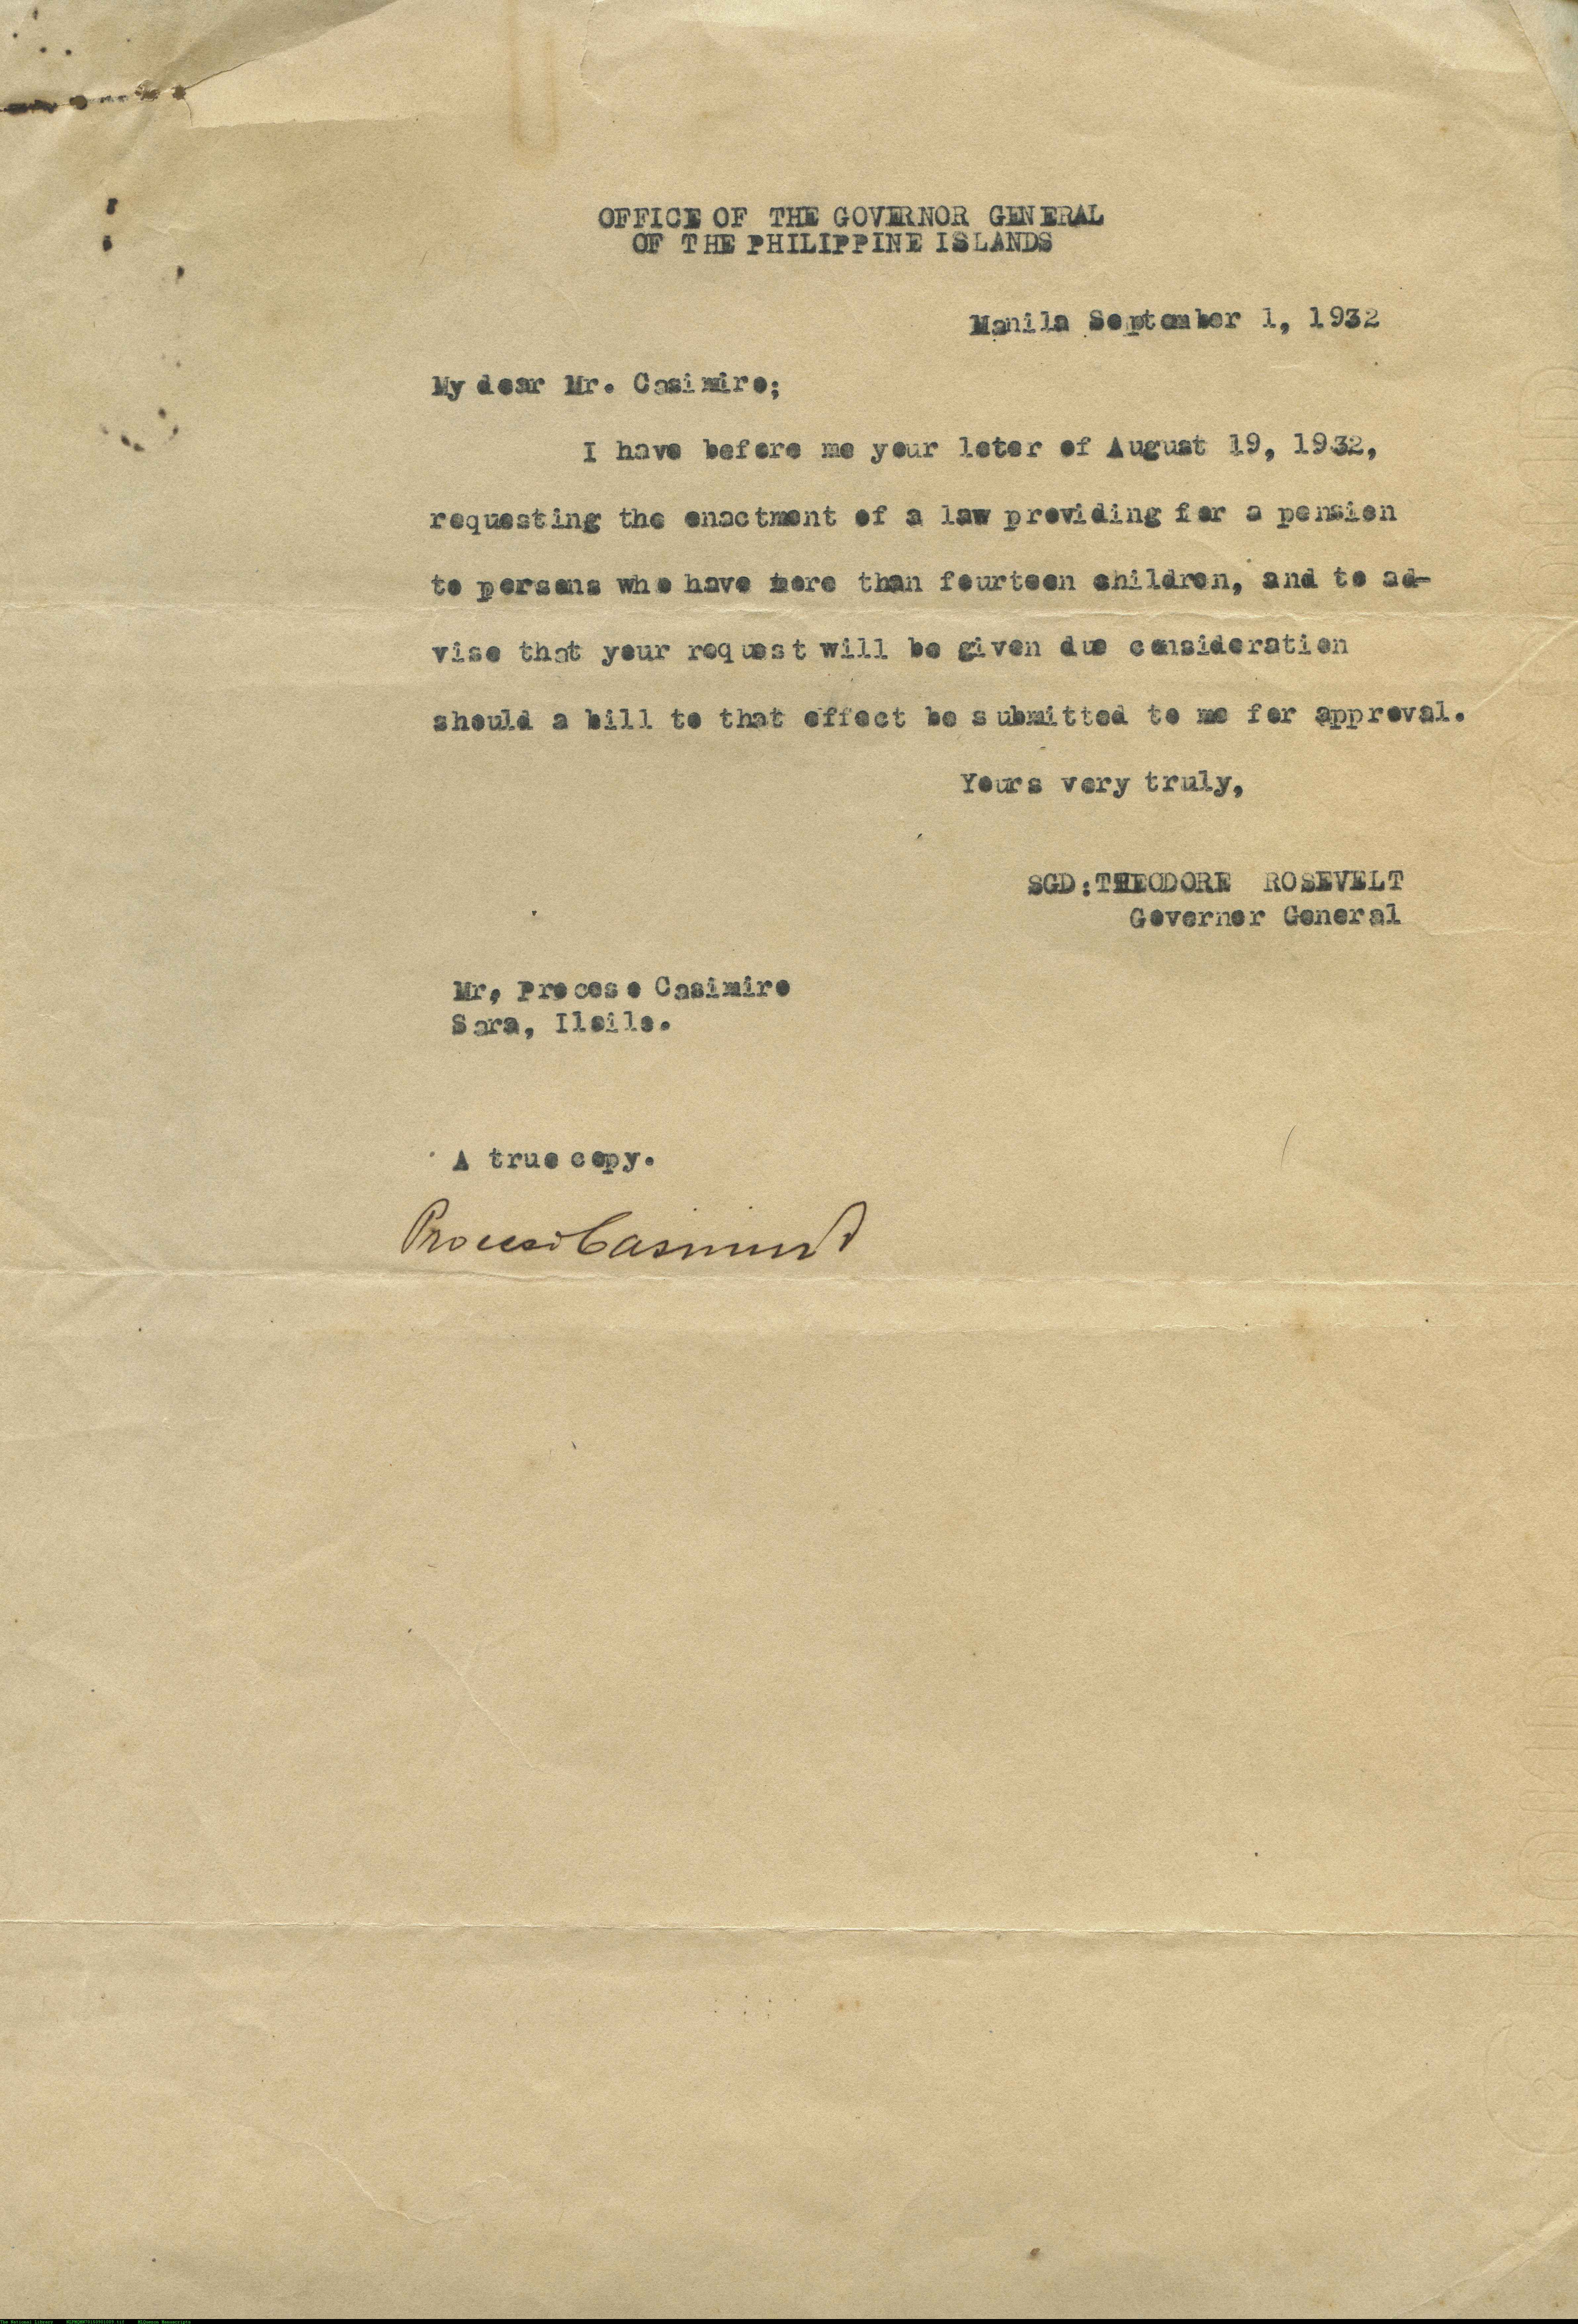 OFFICE OF THE GOVERNOR GENERAL
OF THE PHILIPPINE ISLANDS
Manila September 1, 1932
My dear Mr. Casimiro;
I have before me your leter of August 19, 1932,
requesting the enactment of a law providing for a pension
to persons who have more than fourteen children, and to ad-
vise that your request will be given due consideration
should a bill to that effect be submitted to me for approval.
Yours very truly,
SGD:THEODORE ROSEVELT
Governor General
Mr, Proceso Casimiro
Sara, Iloilo.
A true copy.
Proceso Casimiro
BOND
The National Library